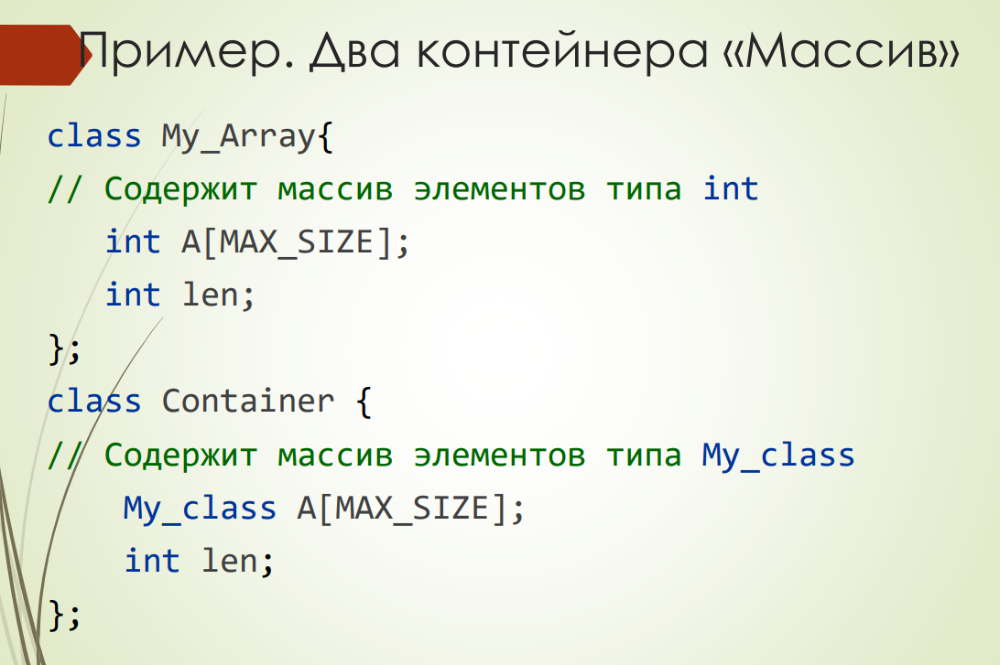 Пример. Два контейнера «Массив»
class My_Array{
// Содержит массив элементов типа int
int A[MAX_SIZE];
int len;
};
class Container {
// Содержит массив элементов типа My_class
My_class A[MAX_SIZE];
int len;
};